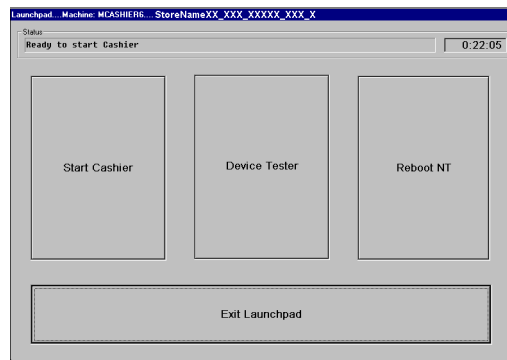 Launchpad....Machine: MCASHIER6.... StoreNameXX_XXX_XXXXX_XXX_X
Status
Ready to start Cashier
0:22:05
Start Cashier
Device Tester
Reboot NT
Exit Launchpad